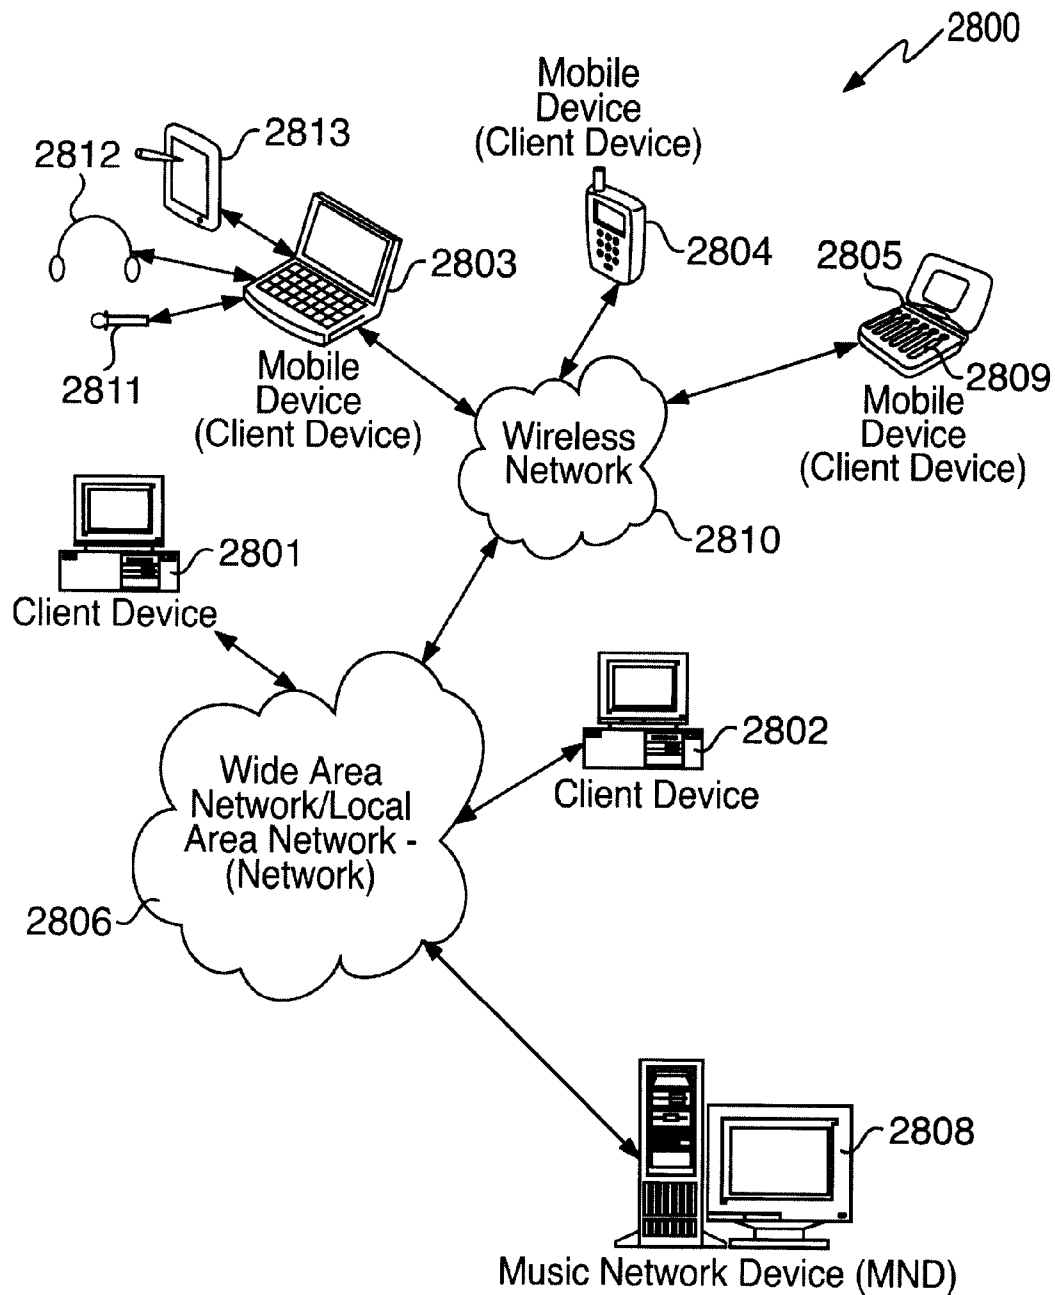 2800
Mobile
Device
(Client Device)
2813
2812
2803
2804
2805
2811
2809
Mobile
Device
(Client Device)
Mobile
Device
(Client Device)
Wireless
Network
2810
2801
Client Device
2802
Client Device
Wide Area
Network/Local
Area Network -
(Network)
2806
2808
Music Network Device (MND)